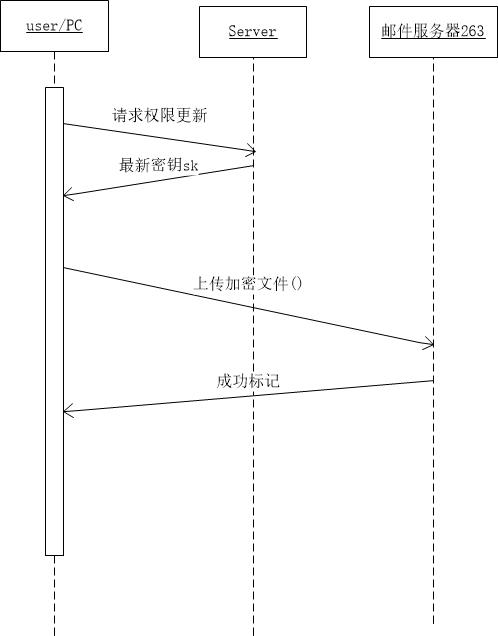 user/PC
Server
邮件服务器263
请求权限更新
最新密钥sk
上传加密文件()
成功标记